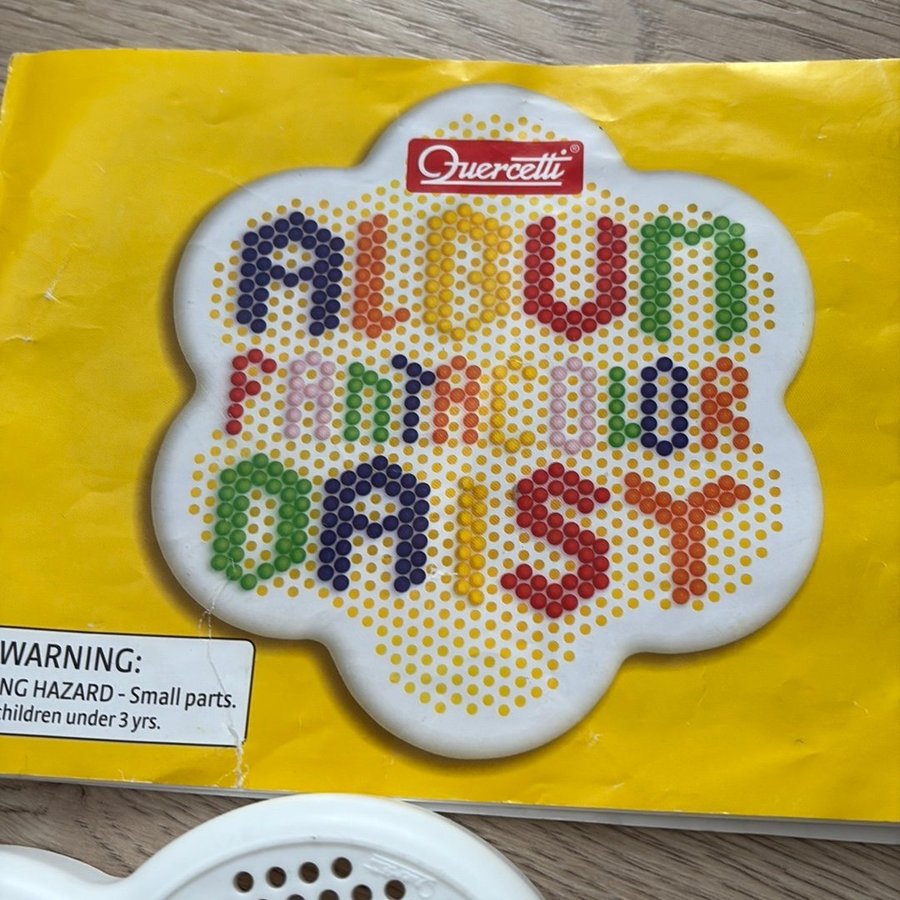 Quercetti®
ALBUM
FANTACOLOR
DAISY
WARNING:
NG HAZARD - Small parts.
children under 3 yrs.